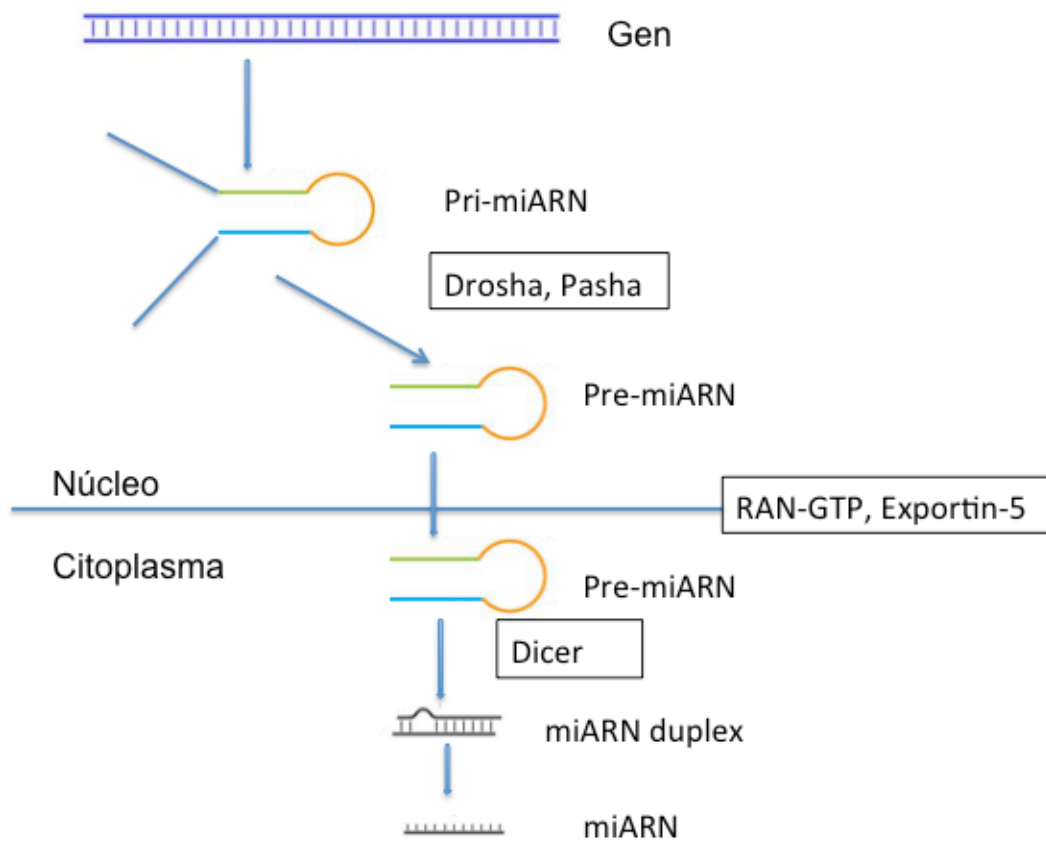 Gen
Pri-miARN
Drosha, Pasha
Pre-miARN
Núcleo
RAN-GTP, Exportin-5
Citoplasma
Pre-miARN
Dicer
miARN duplex
miARN